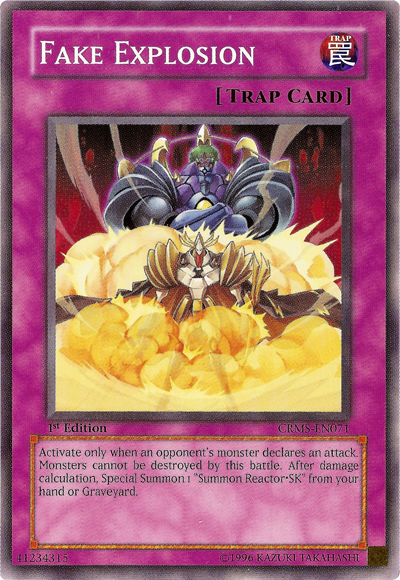 Fake Explosion
TRAP
罠
[Trap Card]
1st Edition
CRMS-EN071
Activate only when an opponent's monster declares an attack.
Monsters cannot be destroyed by this battle. After damage
calculation, Special Summon 1 "Summon Reactor・SK" from your
hand or Graveyard.
41234315
©1996 KAZUKI TAKAHASHI